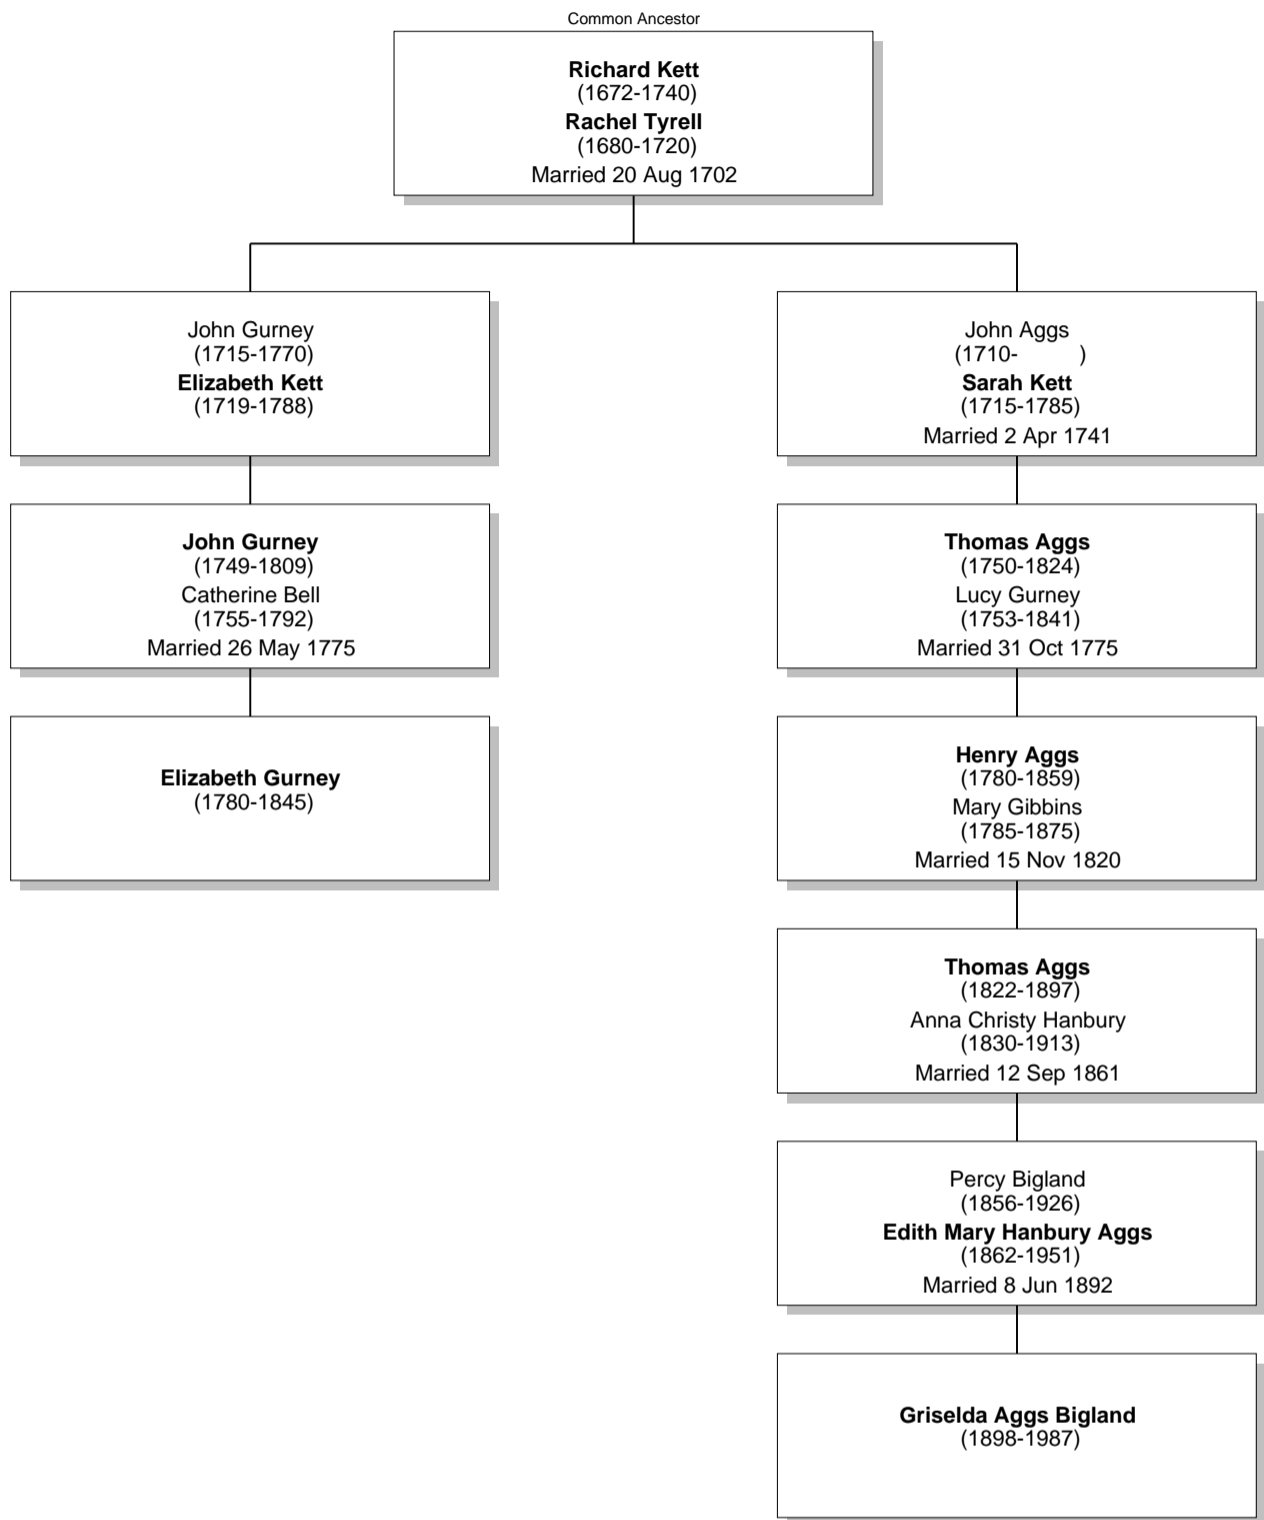 Common Ancestor
Richard Kett
(1672-1740)
Rachel Tyrell
(1680-1720)
Married 20 Aug 1702
John Gurney
(1715-1770)
Elizabeth Kett
(1719-1788)
John Aggs
(1710- )
Sarah Kett
(1715-1785)
Married 2 Apr 1741
John Gurney
(1749-1809)
Catherine Bell
(1755-1792)
Married 26 May 1775
Thomas Aggs
(1750-1824)
Lucy Gurney
(1753-1841)
Married 31 Oct 1775
Elizabeth Gurney
(1780-1845)
Henry Aggs
(1780-1859)
Mary Gibbins
(1785-1875)
Married 15 Nov 1820
Thomas Aggs
(1822-1897)
Anna Christy Hanbury
(1830-1913)
Married 12 Sep 1861
Percy Bigland
(1856-1926)
Edith Mary Hanbury Aggs
(1862-1951)
Married 8 Jun 1892
Griselda Aggs Bigland
(1898-1987)